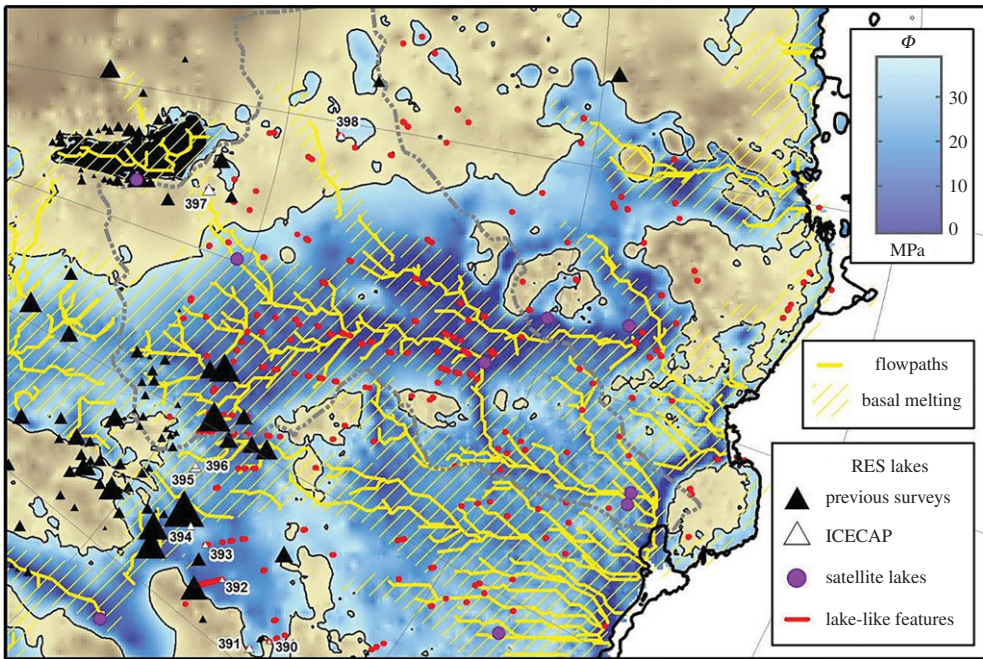 Φ
30
20
10
0
MPa
flowpaths
basal melting
RES lakes
previous surveys
ICECAP
satellite lakes
lake-like features
398
397
396
395
394
393
392
391
390